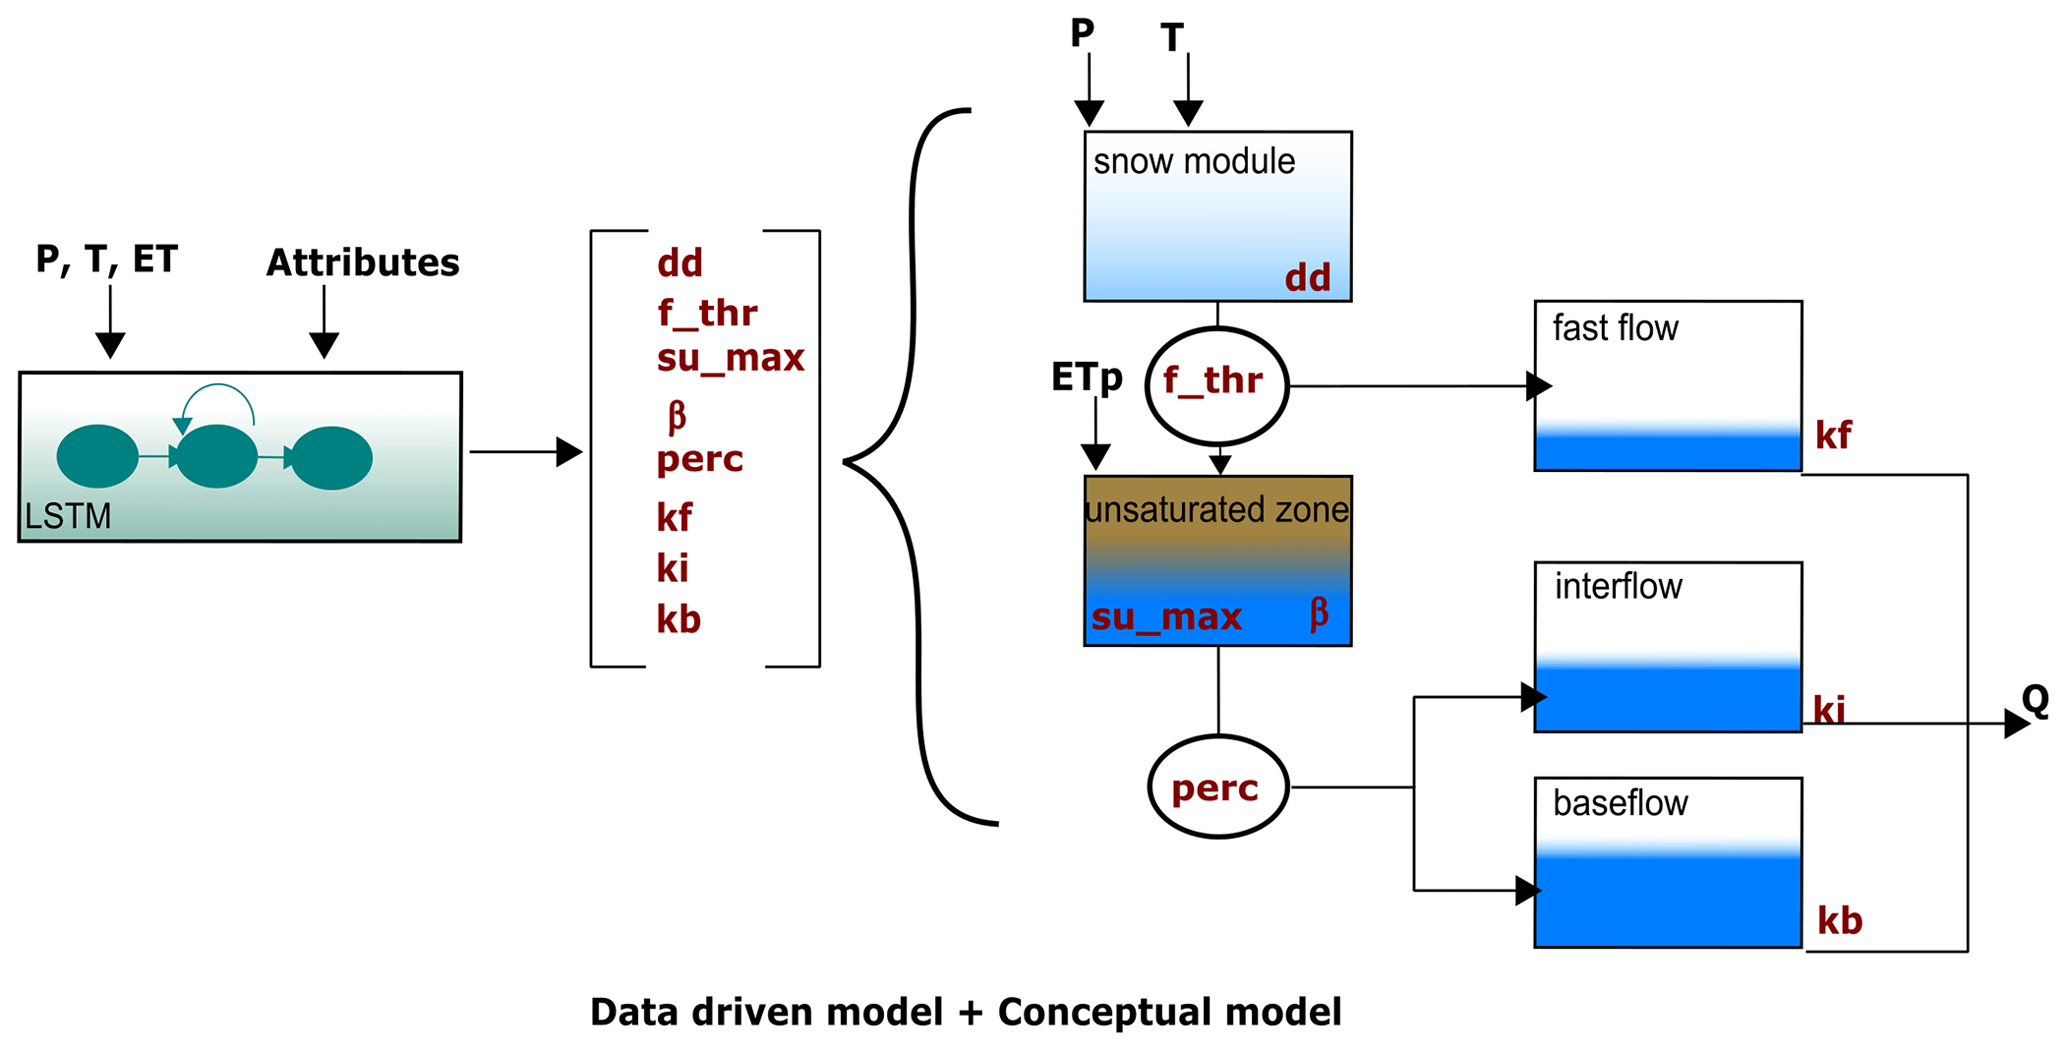 P, T, ET
Attributes
LSTM
dd
f_thr
su_max
β
perc
kf
ki
kb
P
T
snow module
dd
f_thr
ETp
unsaturated zone
su_max β
perc
fast flow
kf
interflow
ki
baseflow
kb
Q
Data driven model + Conceptual model